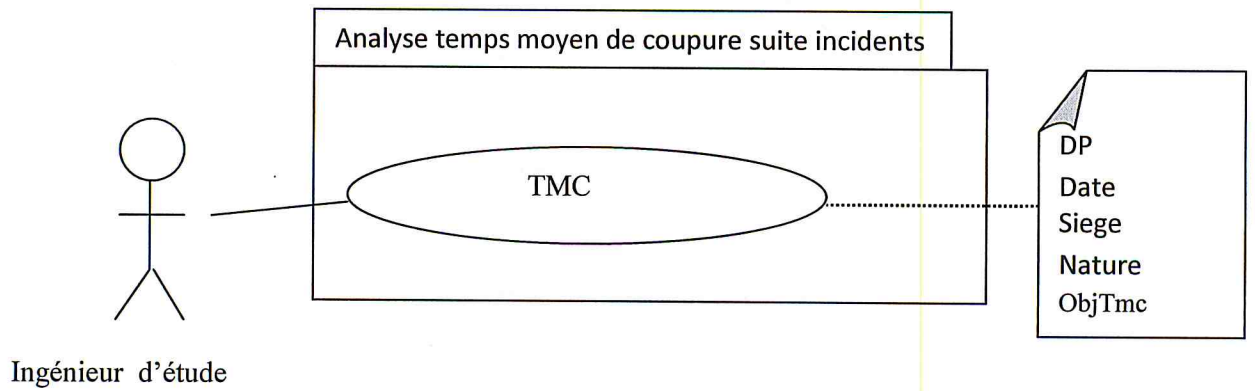 Analyse temps moyen de coupure suite incidents
TMC
DP
Date
Siege
Nature
ObjTmc
Ingénieur d’étude